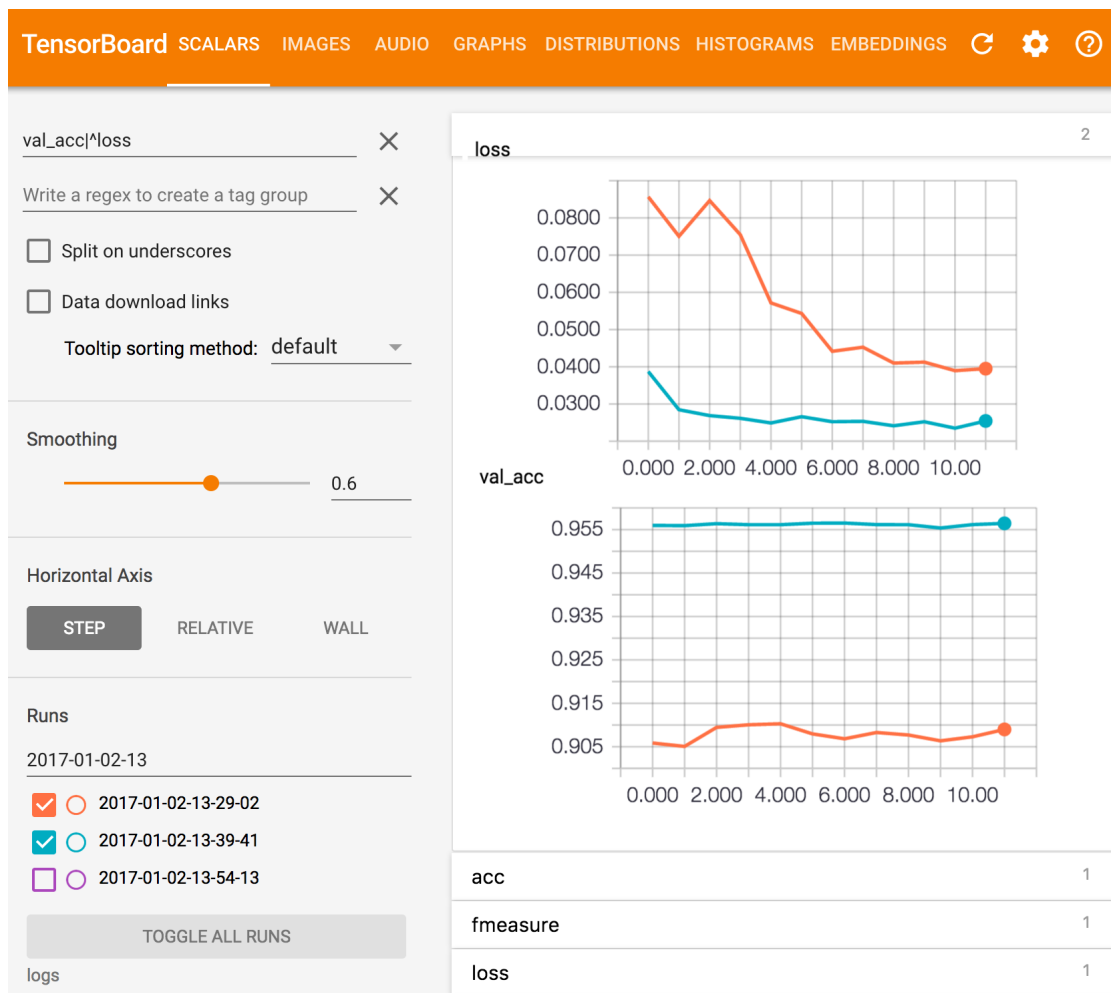 TensorBoard SCALARS IMAGES AUDIO GRAPHS DISTRIBUTIONS HISTOGRAMS EMBEDDINGS ?
val_acc|^loss
Write a regex to create a tag group
Split on underscores
Data download links
Tooltip sorting method: default
Smoothing
0.6
Horizontal Axis
STEP RELATIVE WALL
Runs
2017-01-02-13
2017-01-02-13-29-02
2017-01-02-13-39-41
2017-01-02-13-54-13
TOGGLE ALL RUNS
logs
loss 2
0.0800
0.0700
0.0600
0.0500
0.0400
0.0300
0.000 2.000 4.000 6.000 8.000 10.00
val_acc
0.955
0.945
0.935
0.925
0.915
0.905
0.000 2.000 4.000 6.000 8.000 10.00
acc 1
fmeasure 1
loss 1